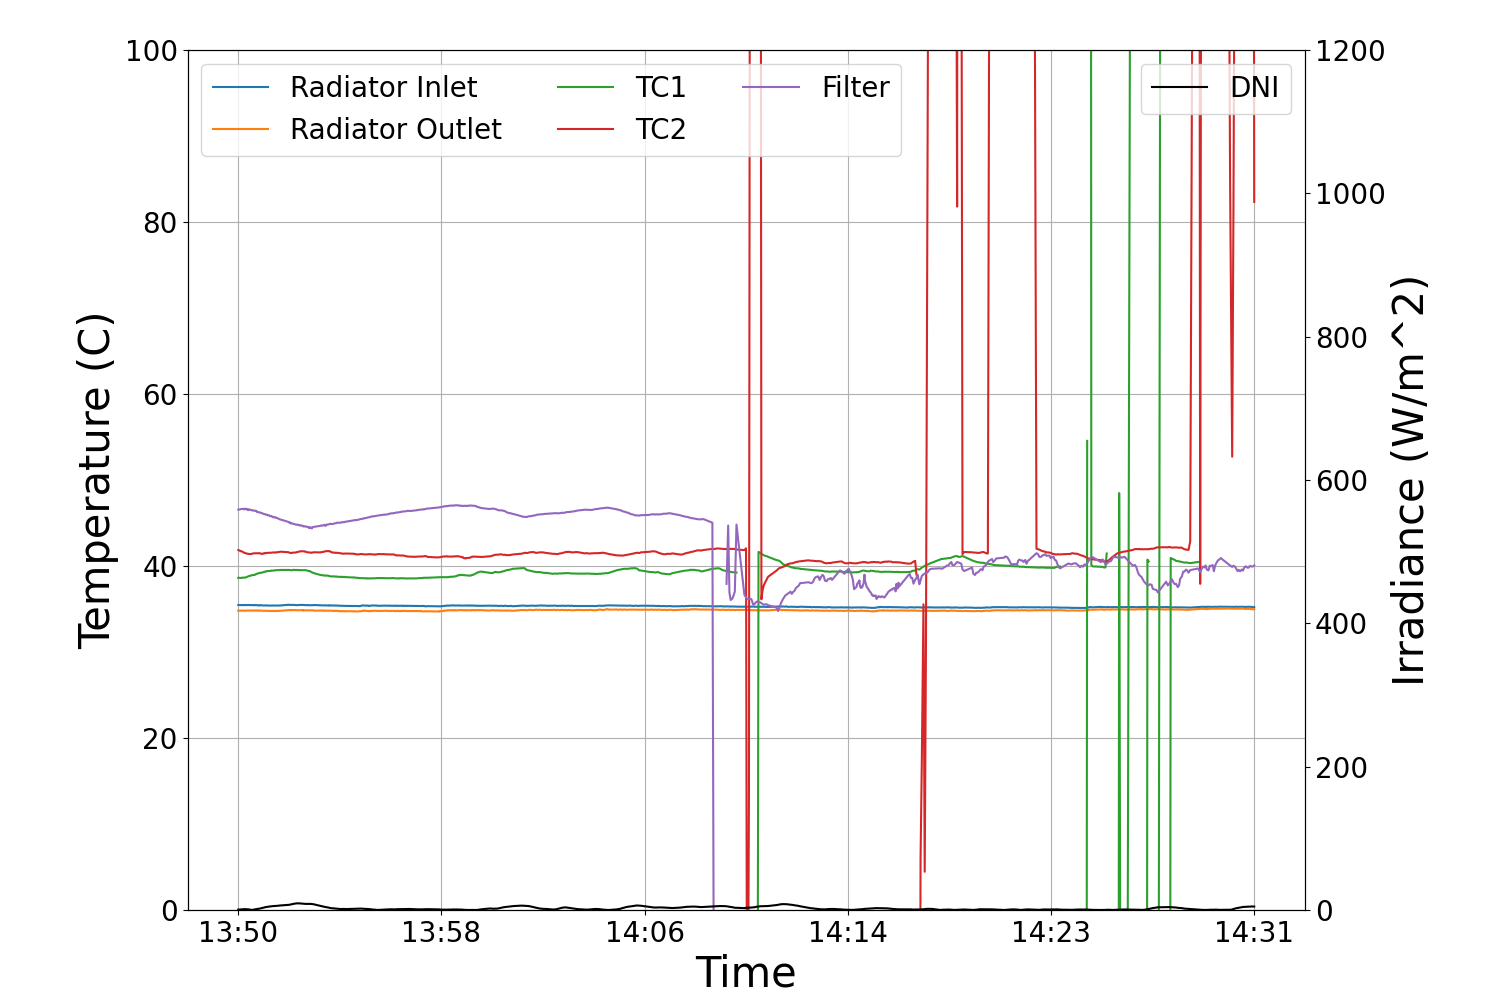 100
80
60
40
20
0
Temperature (C)
Radiator Inlet
Radiator Outlet
TC1
TC2
Filter
DNI
1200
1000
800
600
400
200
0
Irradiance (W/m^2)
13:50 13:58 14:06 14:14 14:23 14:31
Time